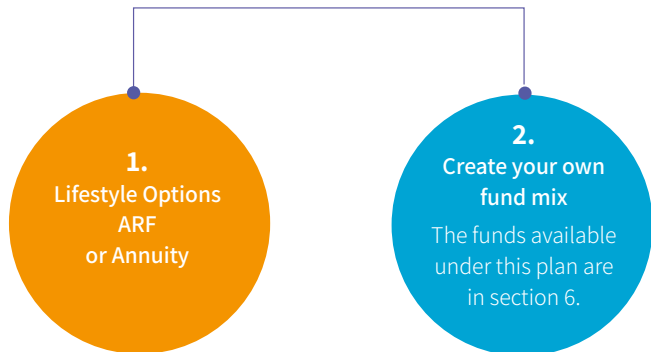 1.
Lifestyle Options
ARF
or Annuity
2.
Create your own
fund mix
The funds available
under this plan are
in section 6.